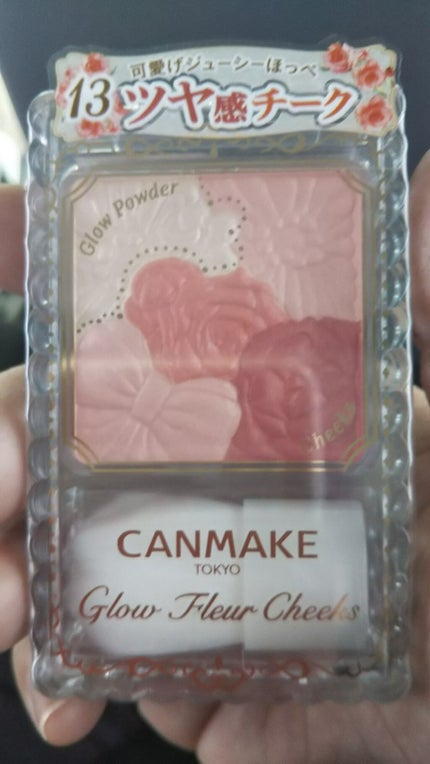 可愛げジューシーほっぺ
13 ツヤ感チーク
Glow Powder
Cheek
CANMAKE
TOKYO
Glow Fleur Cheeks